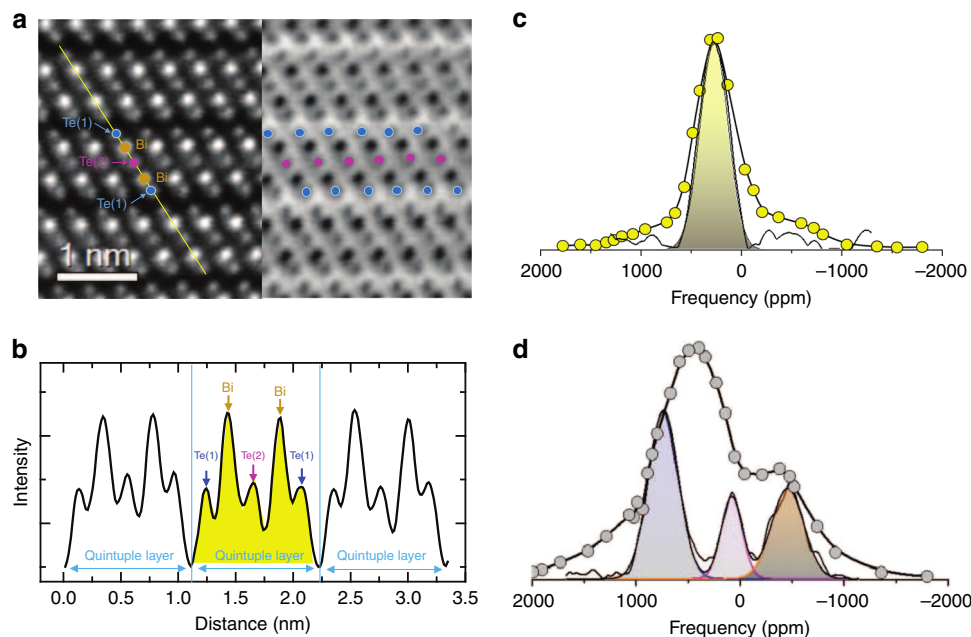 a
Te(1)
Bi
Te(2)
Bi
Te(1)
1 nm
b
Intensity
Bi
Bi
Te(1)
Te(2)
Te(1)
Quintuple layer
Quintuple layer
Quintuple layer
0.0 0.5 1.0 1.5 2.0 2.5 3.0 3.5
Distance (nm)
c
2000 1000 0 −1000 −2000
Frequency (ppm)
d
2000 1000 0 −1000 −2000
Frequency (ppm)